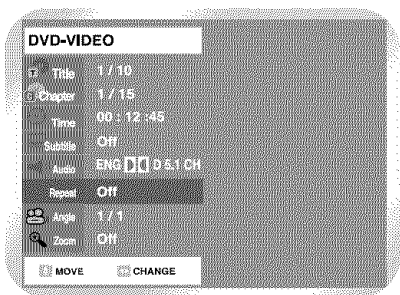 DVD-VIDEO
Title 1 / 10
Chapter 1 / 15
Time 00 : 12 :45
Subtitle Off
Audio ENG D 5.1 CH
Repeat Off
Angle 1 / 1
Zoom Off
MOVE CHANGE